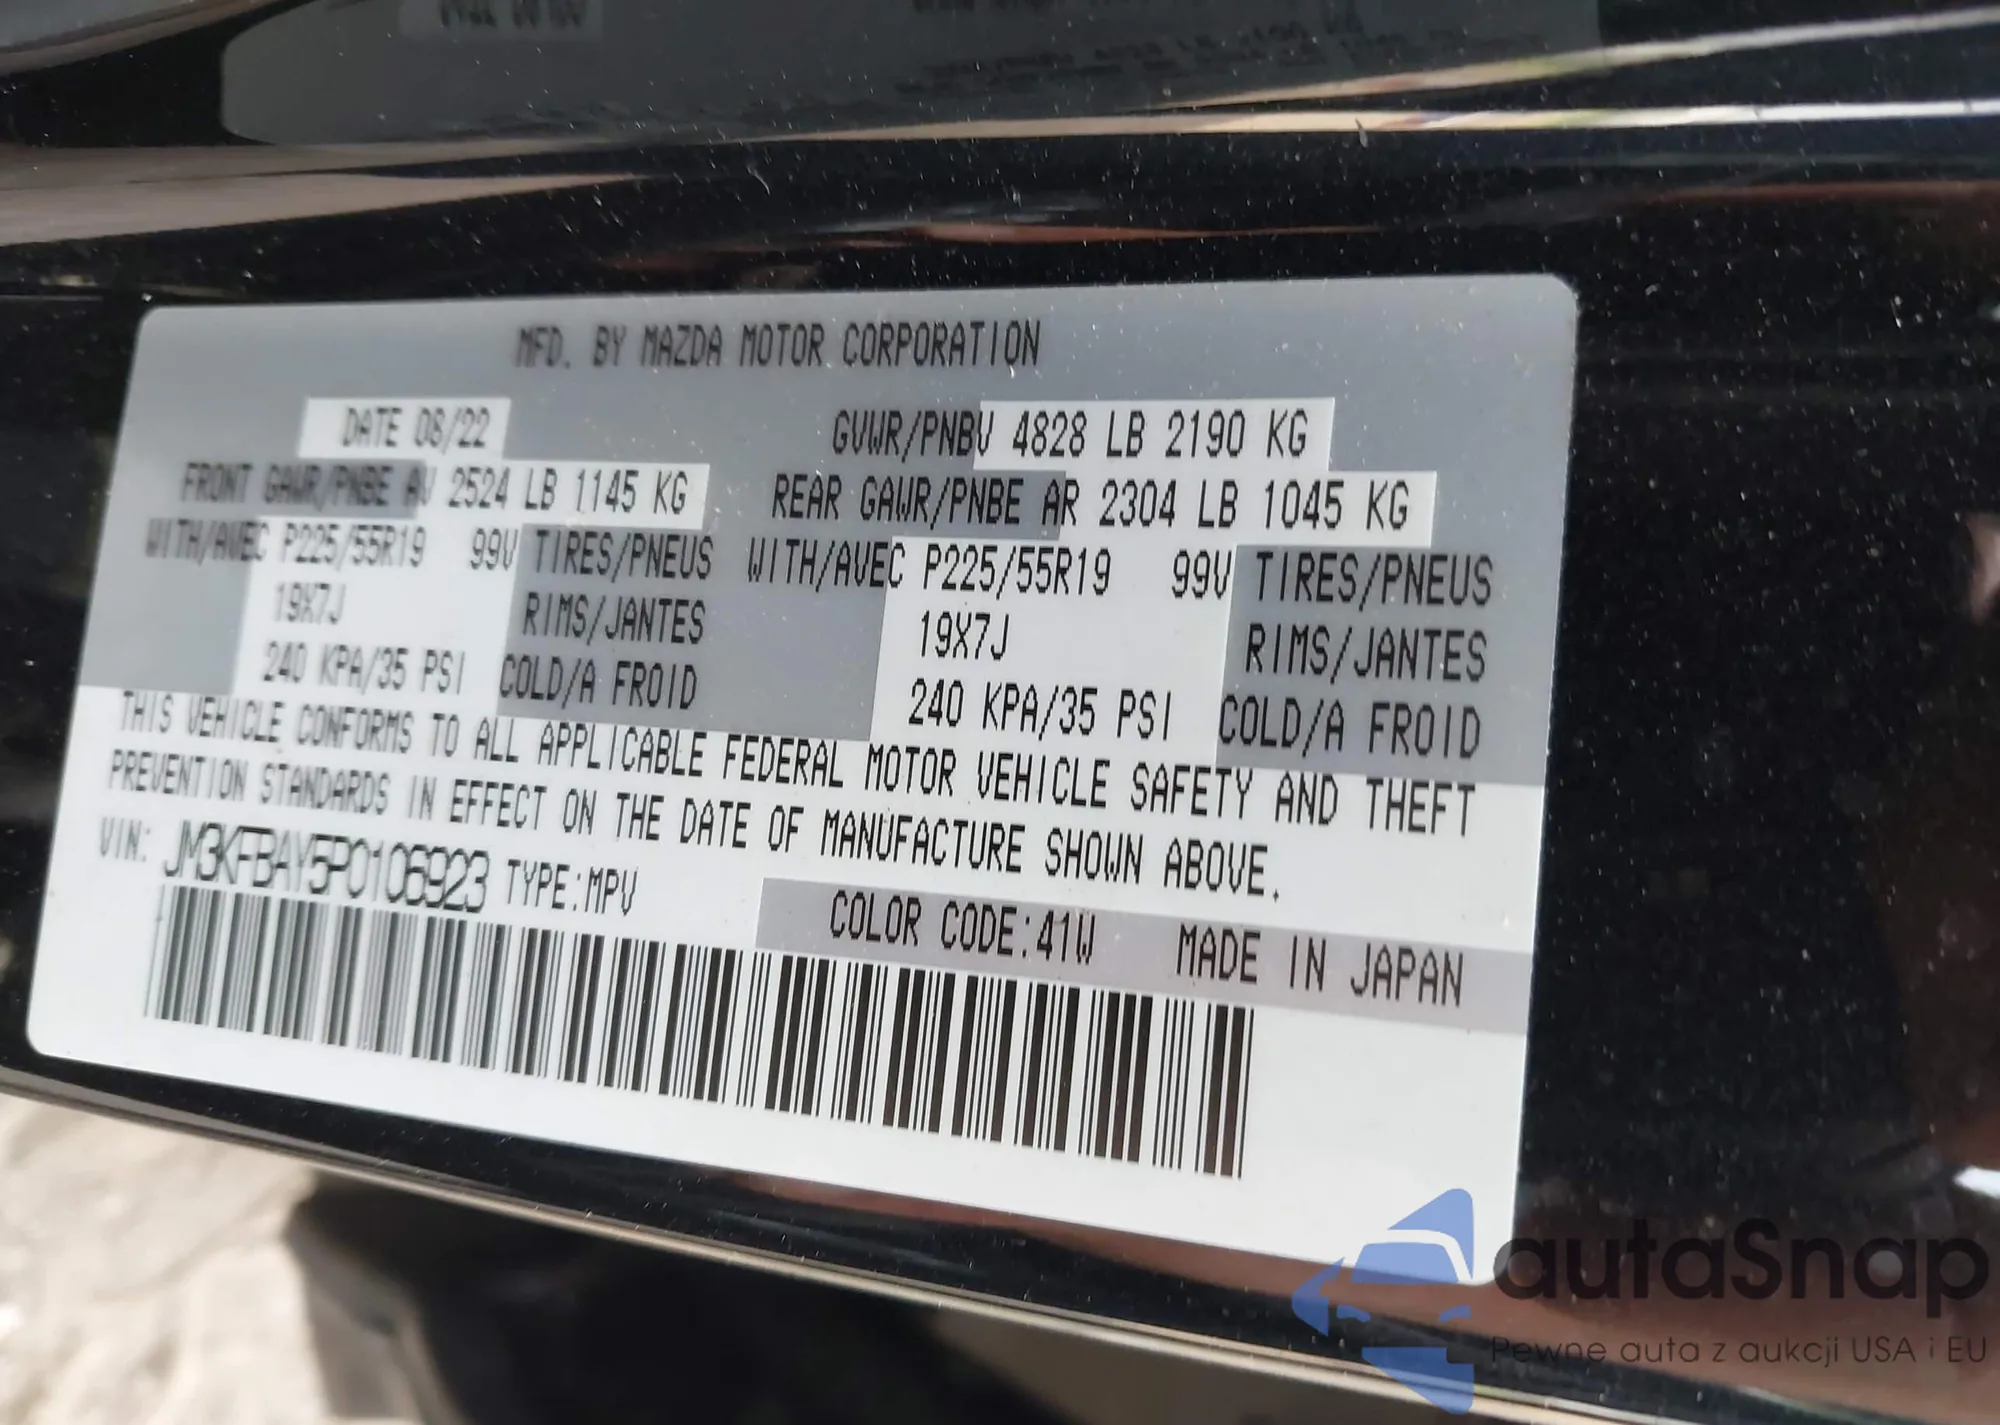 MFD. BY MAZDA MOTOR CORPORATION
DATE 08/22 GVWR/PNBV 4828 LB 2190 KG
FRONT GAWR/PNBE AV 2524 LB 1145 KG REAR GAWR/PNBE AR 2304 LB 1045 KG
WITH/AVEC P225/55R19 99V TIRES/PNEUS WITH/AVEC P225/55R19 99V TIRES/PNEUS
19X7J RIMS/JANTES 19X7J RIMS/JANTES
240 KPA/35 PSI COLD/A FROID 240 KPA/35 PSI COLD/A FROID
THIS VEHICLE CONFORMS TO ALL APPLICABLE FEDERAL MOTOR VEHICLE SAFETY AND THEFT
PREVENTION STANDARDS IN EFFECT ON THE DATE OF MANUFACTURE SHOWN ABOVE.
VIN: JM3KFBAY5P0106923 TYPE:MPV
COLOR CODE:41W MADE IN JAPAN
autaSnap
Pewne auta z aukcji USA i EU